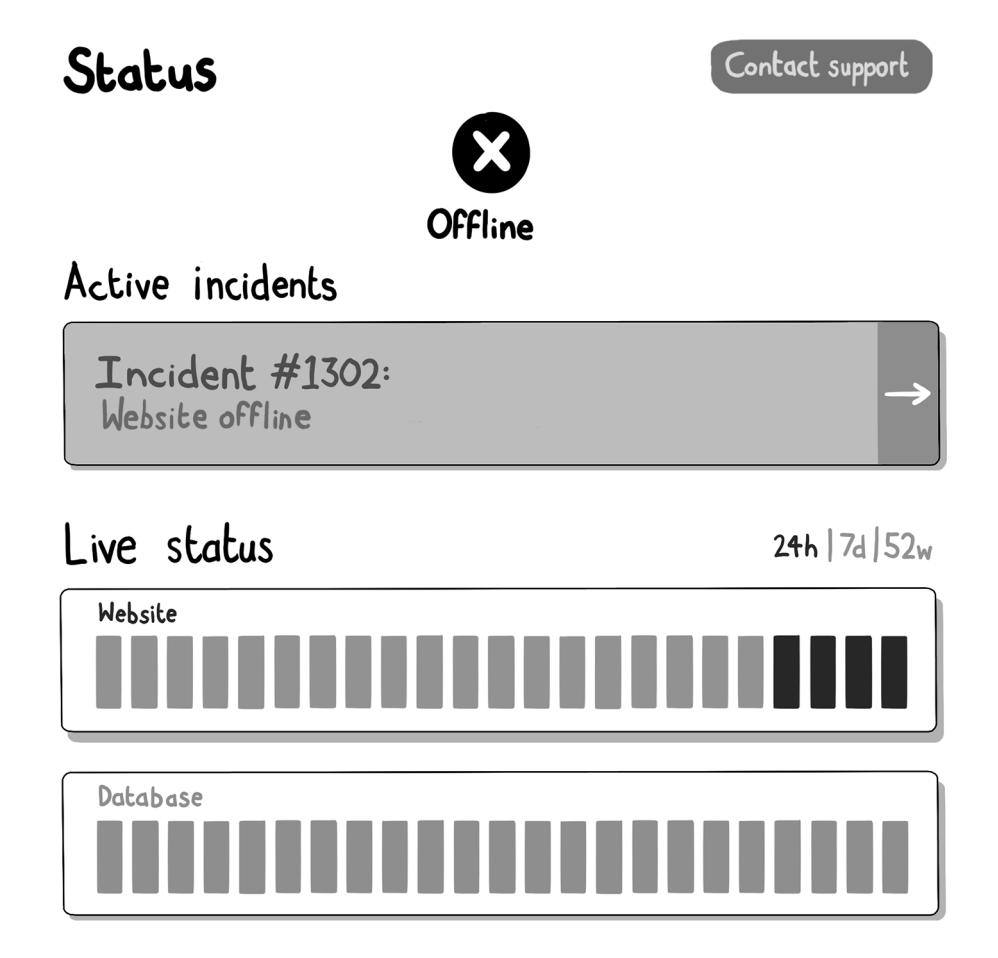 Status
Contact support
Offline
Active incidents
Incident #1302:
Website offline
Live status
24h | 7d | 52w
Website
Database